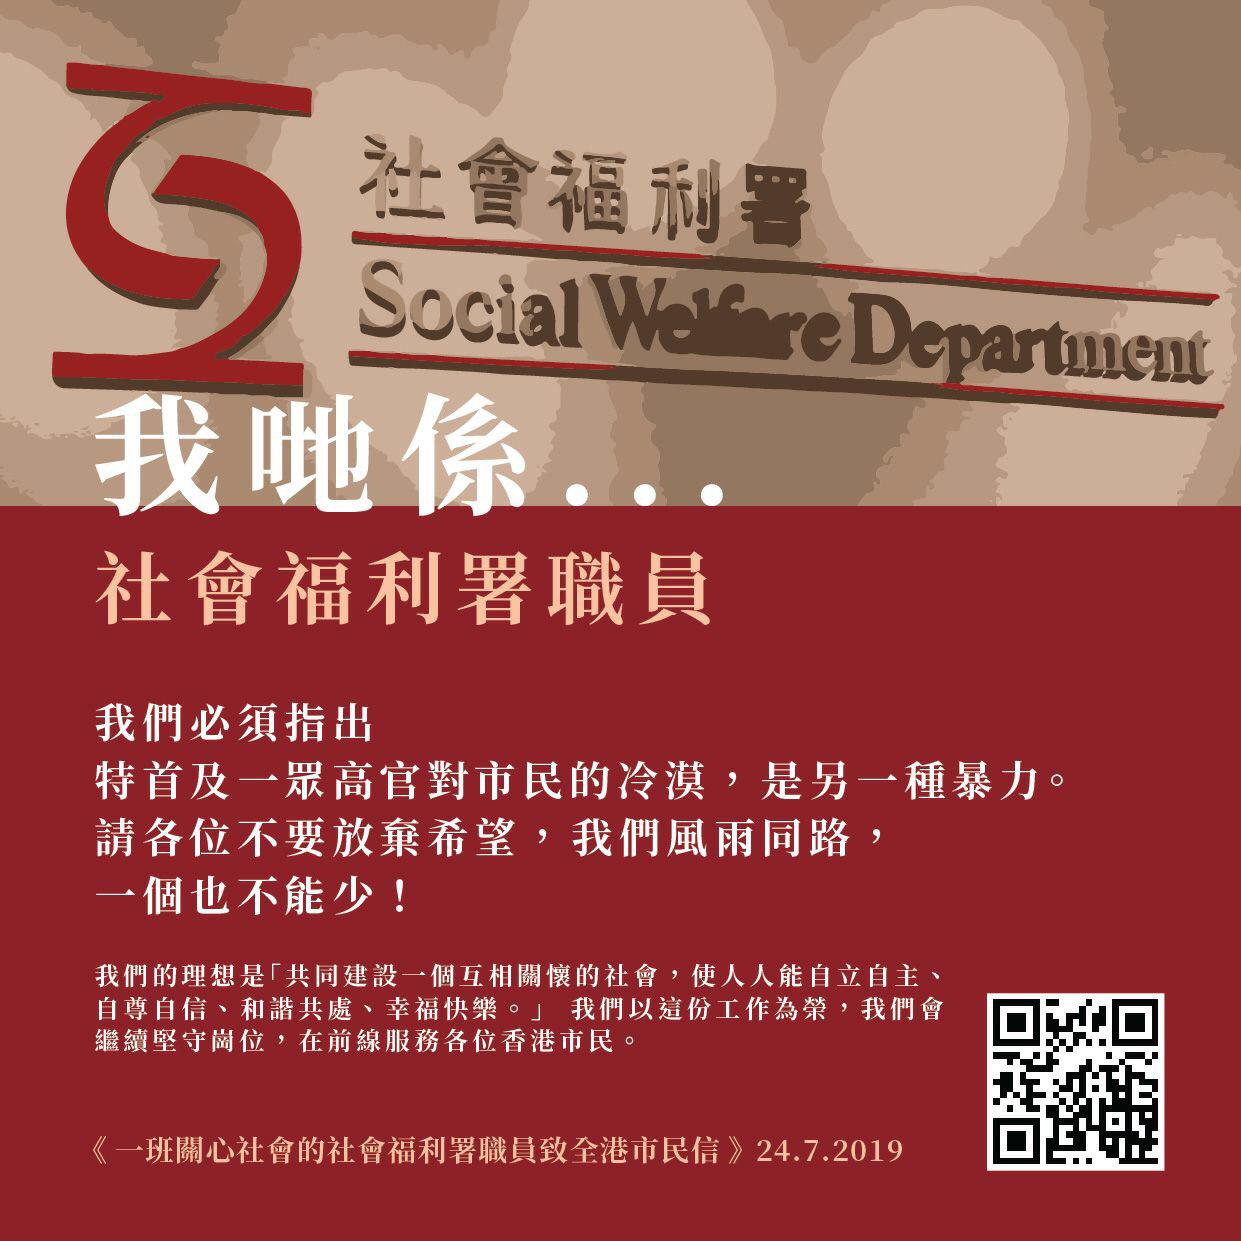 社會福利署
Social Welfare Department
我哋係...
社會福利署職員
我們必須指出
特首及一眾高官對市民的冷漠，是另一種暴力。
請各位不要放棄希望，我們風雨同路，
一個也不能少！
我們的理想是「共同建設一個互相關懷的社會，使人人能自立自主、
自尊自信、和諧共處、幸福快樂。」 我們以這份工作為榮，我們會
繼續堅守崗位，在前線服務各位香港市民。
《一班關心社會的社會福利署職員致全港市民信》24.7.2019